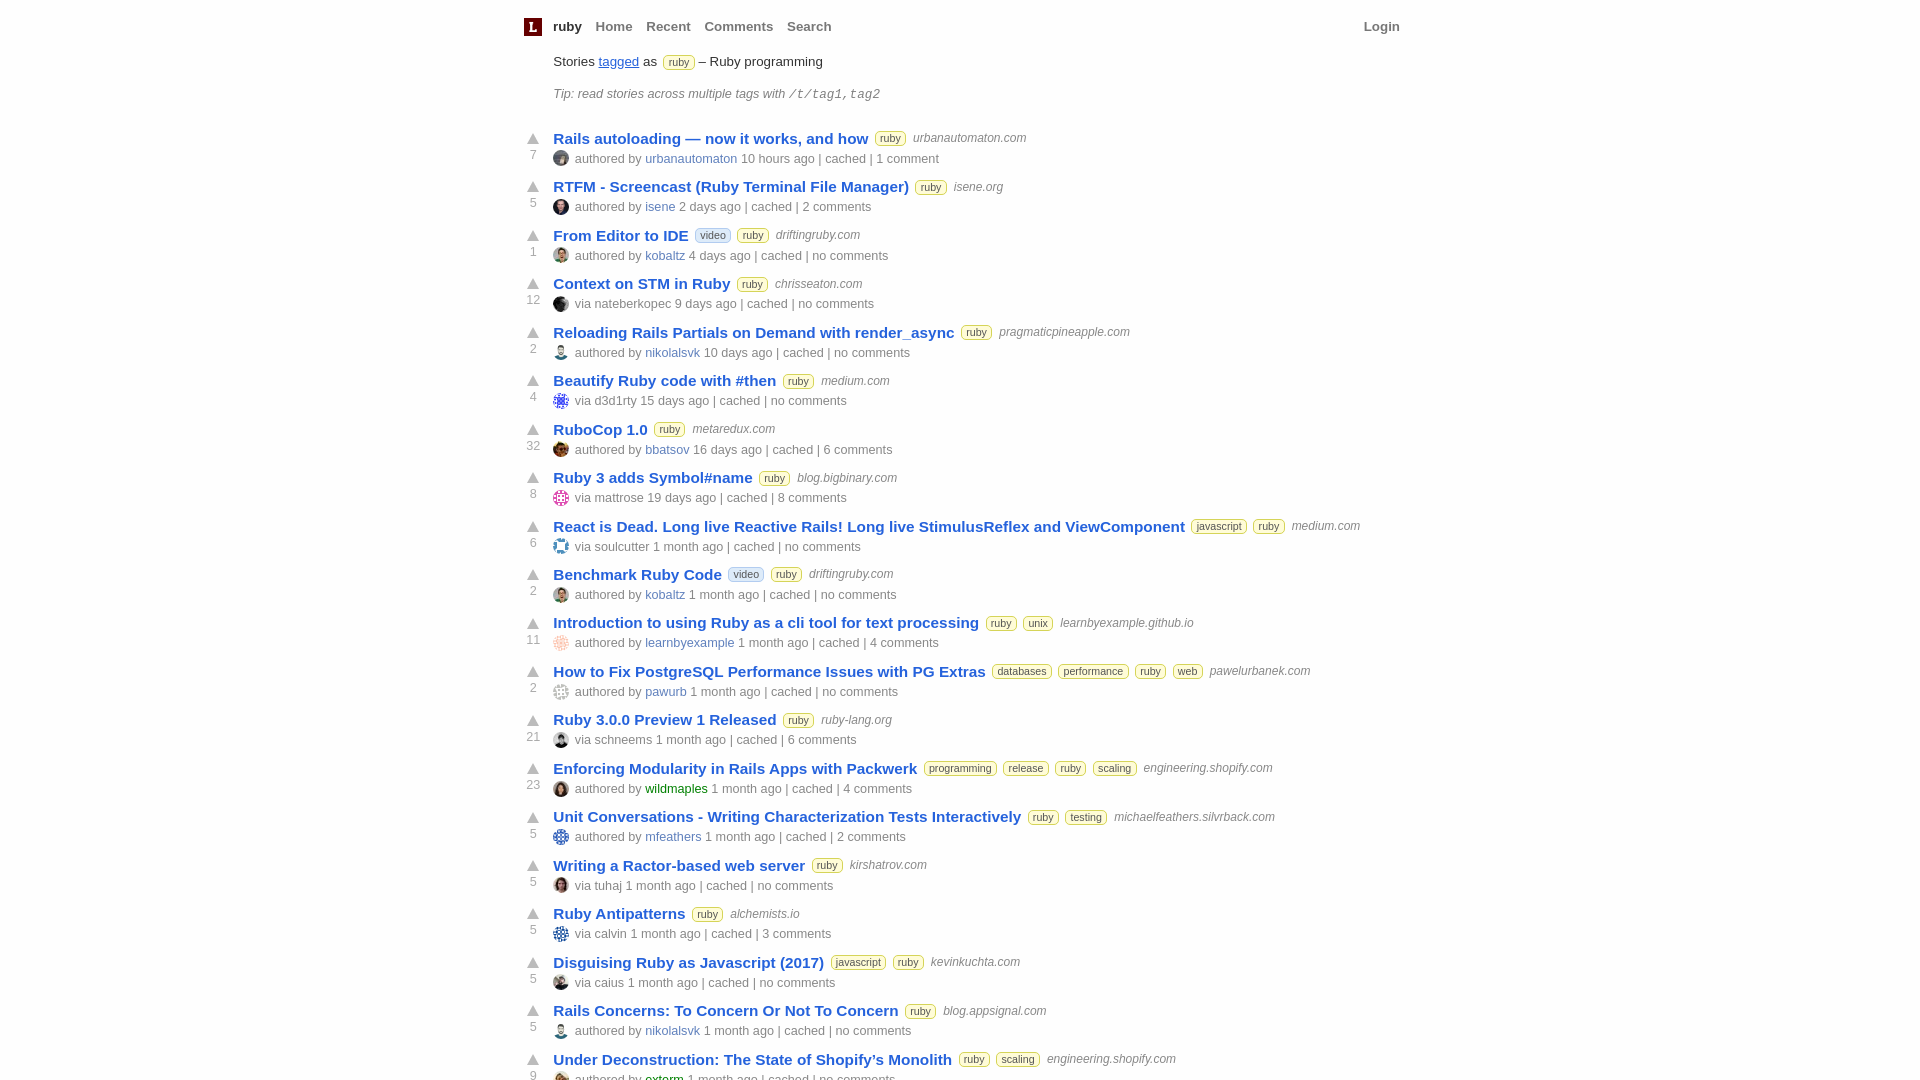 L ruby Home Recent Comments Search Login
Stories tagged as ruby – Ruby programming
Tip: read stories across multiple tags with /t/tag1,tag2
Rails autoloading — now it works, and how ruby urbanautomaton.com
7 authored by urbanautomaton 10 hours ago | cached | 1 comment
RTFM - Screencast (Ruby Terminal File Manager) ruby isene.org
5 authored by isene 2 days ago | cached | 2 comments
From Editor to IDE video ruby driftingruby.com
1 authored by kobaltz 4 days ago | cached | no comments
Context on STM in Ruby ruby chrisseaton.com
12 via nateberkopec 9 days ago | cached | no comments
Reloading Rails Partials on Demand with render_async ruby pragmaticpineapple.com
2 authored by nikolalsvk 10 days ago | cached | no comments
Beautify Ruby code with #then ruby medium.com
4 via d3d1rty 15 days ago | cached | no comments
RuboCop 1.0 ruby metaredux.com
32 authored by bbatsov 16 days ago | cached | 6 comments
Ruby 3 adds Symbol#name ruby blog.bigbinary.com
8 via mattrose 19 days ago | cached | 8 comments
React is Dead. Long live Reactive Rails! Long live StimulusReflex and ViewComponent javascript ruby medium.com
6 via soulcutter 1 month ago | cached | no comments
Benchmark Ruby Code video ruby driftingruby.com
2 authored by kobaltz 1 month ago | cached | no comments
Introduction to using Ruby as a cli tool for text processing ruby unix learnbyexample.github.io
11 authored by learnbyexample 1 month ago | cached | 4 comments
How to Fix PostgreSQL Performance Issues with PG Extras databases performance ruby web pawelurbanek.com
2 authored by pawurb 1 month ago | cached | no comments
Ruby 3.0.0 Preview 1 Released ruby ruby-lang.org
21 via schneems 1 month ago | cached | 6 comments
Enforcing Modularity in Rails Apps with Packwerk programming release ruby scaling engineering.shopify.com
23 authored by wildmaples 1 month ago | cached | 4 comments
Unit Conversations - Writing Characterization Tests Interactively ruby testing michaelfeathers.silvrback.com
5 authored by mfeathers 1 month ago | cached | 2 comments
Writing a Ractor-based web server ruby kirshatrov.com
5 via tuhaj 1 month ago | cached | no comments
Ruby Antipatterns ruby alchemists.io
5 via calvin 1 month ago | cached | 3 comments
Disguising Ruby as Javascript (2017) javascript ruby kevinkuchta.com
5 via caius 1 month ago | cached | no comments
Rails Concerns: To Concern Or Not To Concern ruby blog.appsignal.com
5 authored by nikolalsvk 1 month ago | cached | no comments
Under Deconstruction: The State of Shopify’s Monolith ruby scaling engineering.shopify.com
9 authored by exterm 1 month ago | cached | no comments